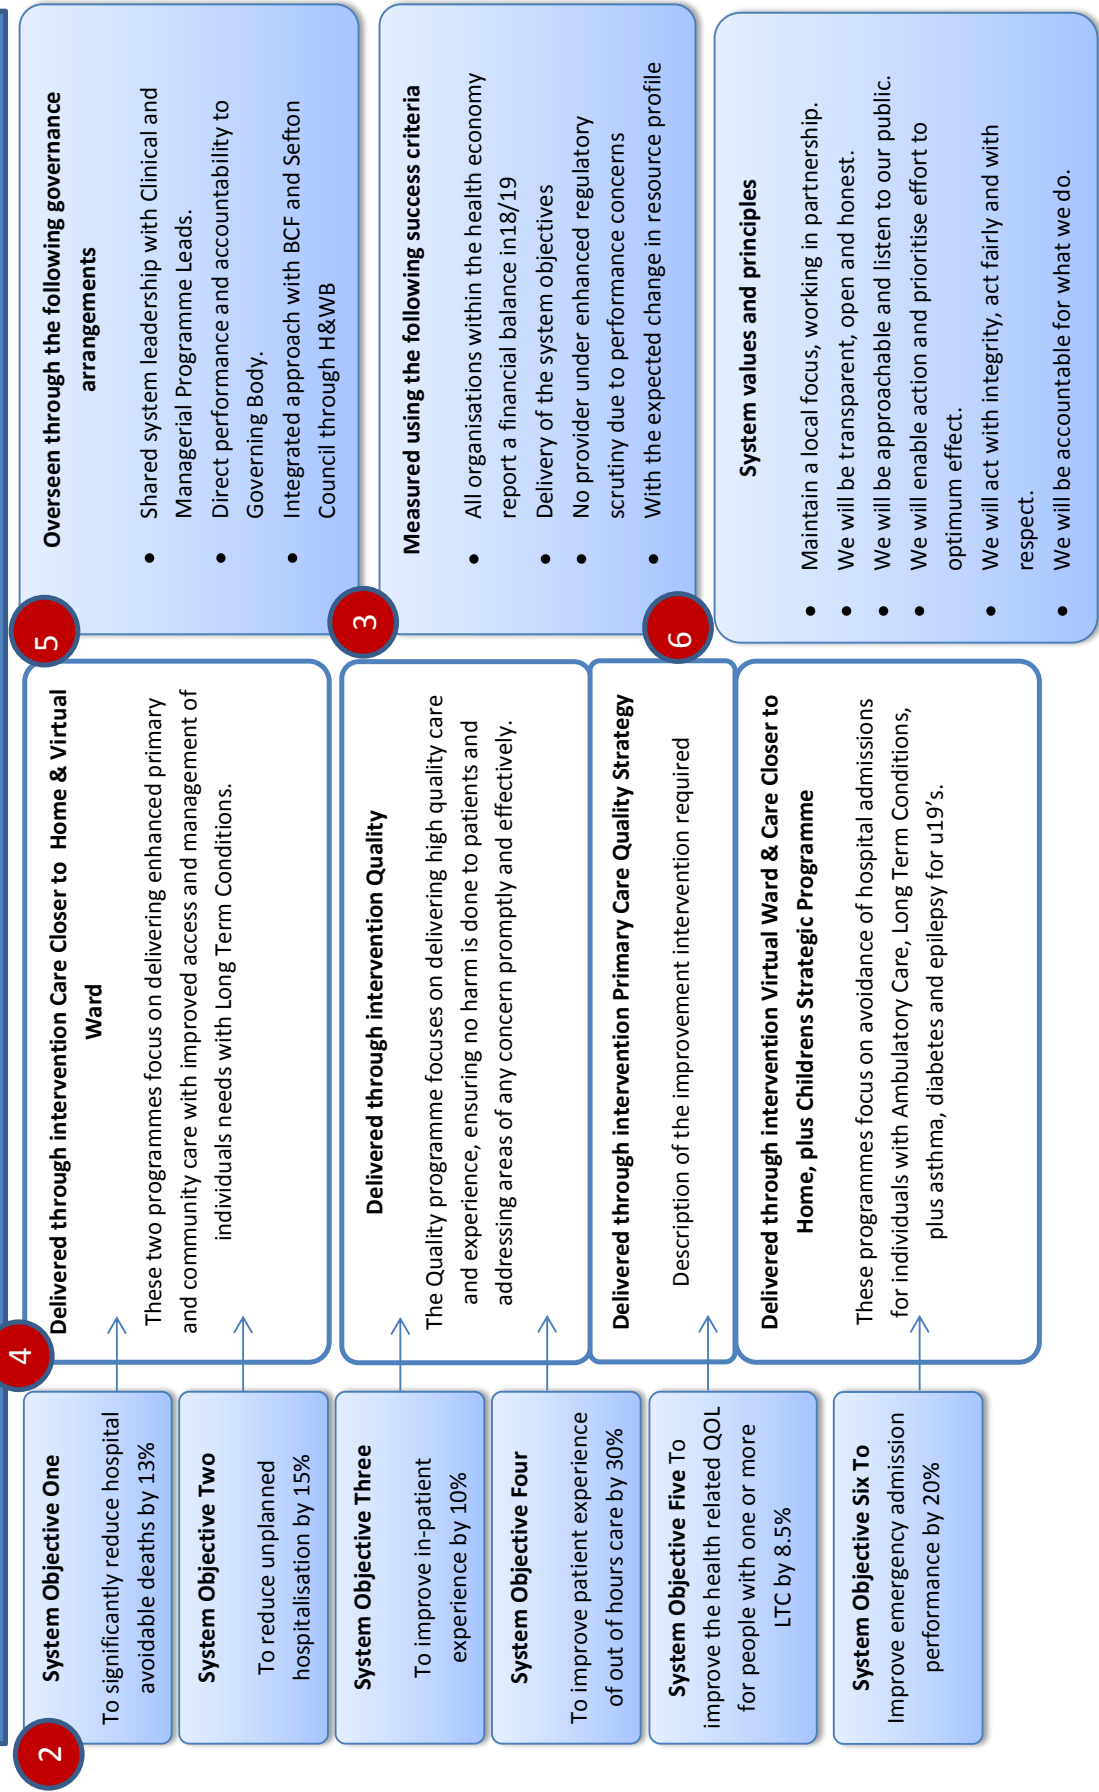 2
System Objective One
To significantly reduce hospital
avoidable deaths by 13%
System Objective Two
To reduce unplanned
hospitalisation by 15%
System Objective Three
To improve in-patient
experience by 10%
System Objective Four
To improve patient experience
of out of hours care by 30%
System Objective Five To
improve the health related QOL
for people with one or more
LTC by 8.5%
System Objective Six To
Improve emergency admission
performance by 20%
4
Delivered through intervention Care Closer to Home & Virtual
Ward
These two programmes focus on delivering enhanced primary
and community care with improved access and management of
individuals needs with Long Term Conditions.
Delivered through intervention Quality
The Quality programme focuses on delivering high quality care
and experience, ensuring no harm is done to patients and
addressing areas of any concern promptly and effectively.
Delivered through intervention Primary Care Quality Strategy
Description of the improvement intervention required
Delivered through intervention Virtual Ward & Care Closer to
Home, plus Childrens Strategic Programme
These programmes focus on avoidance of hospital admissions
for individuals with Ambulatory Care, Long Term Conditions,
plus asthma, diabetes and epilepsy for u19's.
5
Overseen through the following governance
arrangements
• Shared system leadership with Clinical and
Managerial Programme Leads.
• Direct performance and accountability to
Governing Body.
• Integrated approach with BCF and Sefton
Council through H&WB
3
Measured using the following success criteria
• All organisations within the health economy
report a financial balance in18/19
• Delivery of the system objectives
• No provider under enhanced regulatory
scrutiny due to performance concerns
• With the expected change in resource profile
6
System values and principles
• Maintain a local focus, working in partnership.
• We will be transparent, open and honest.
• We will be approachable and listen to our public.
• We will enable action and prioritise effort to
optimum effect.
• We will act with integrity, act fairly and with
respect.
• We will be accountable for what we do.